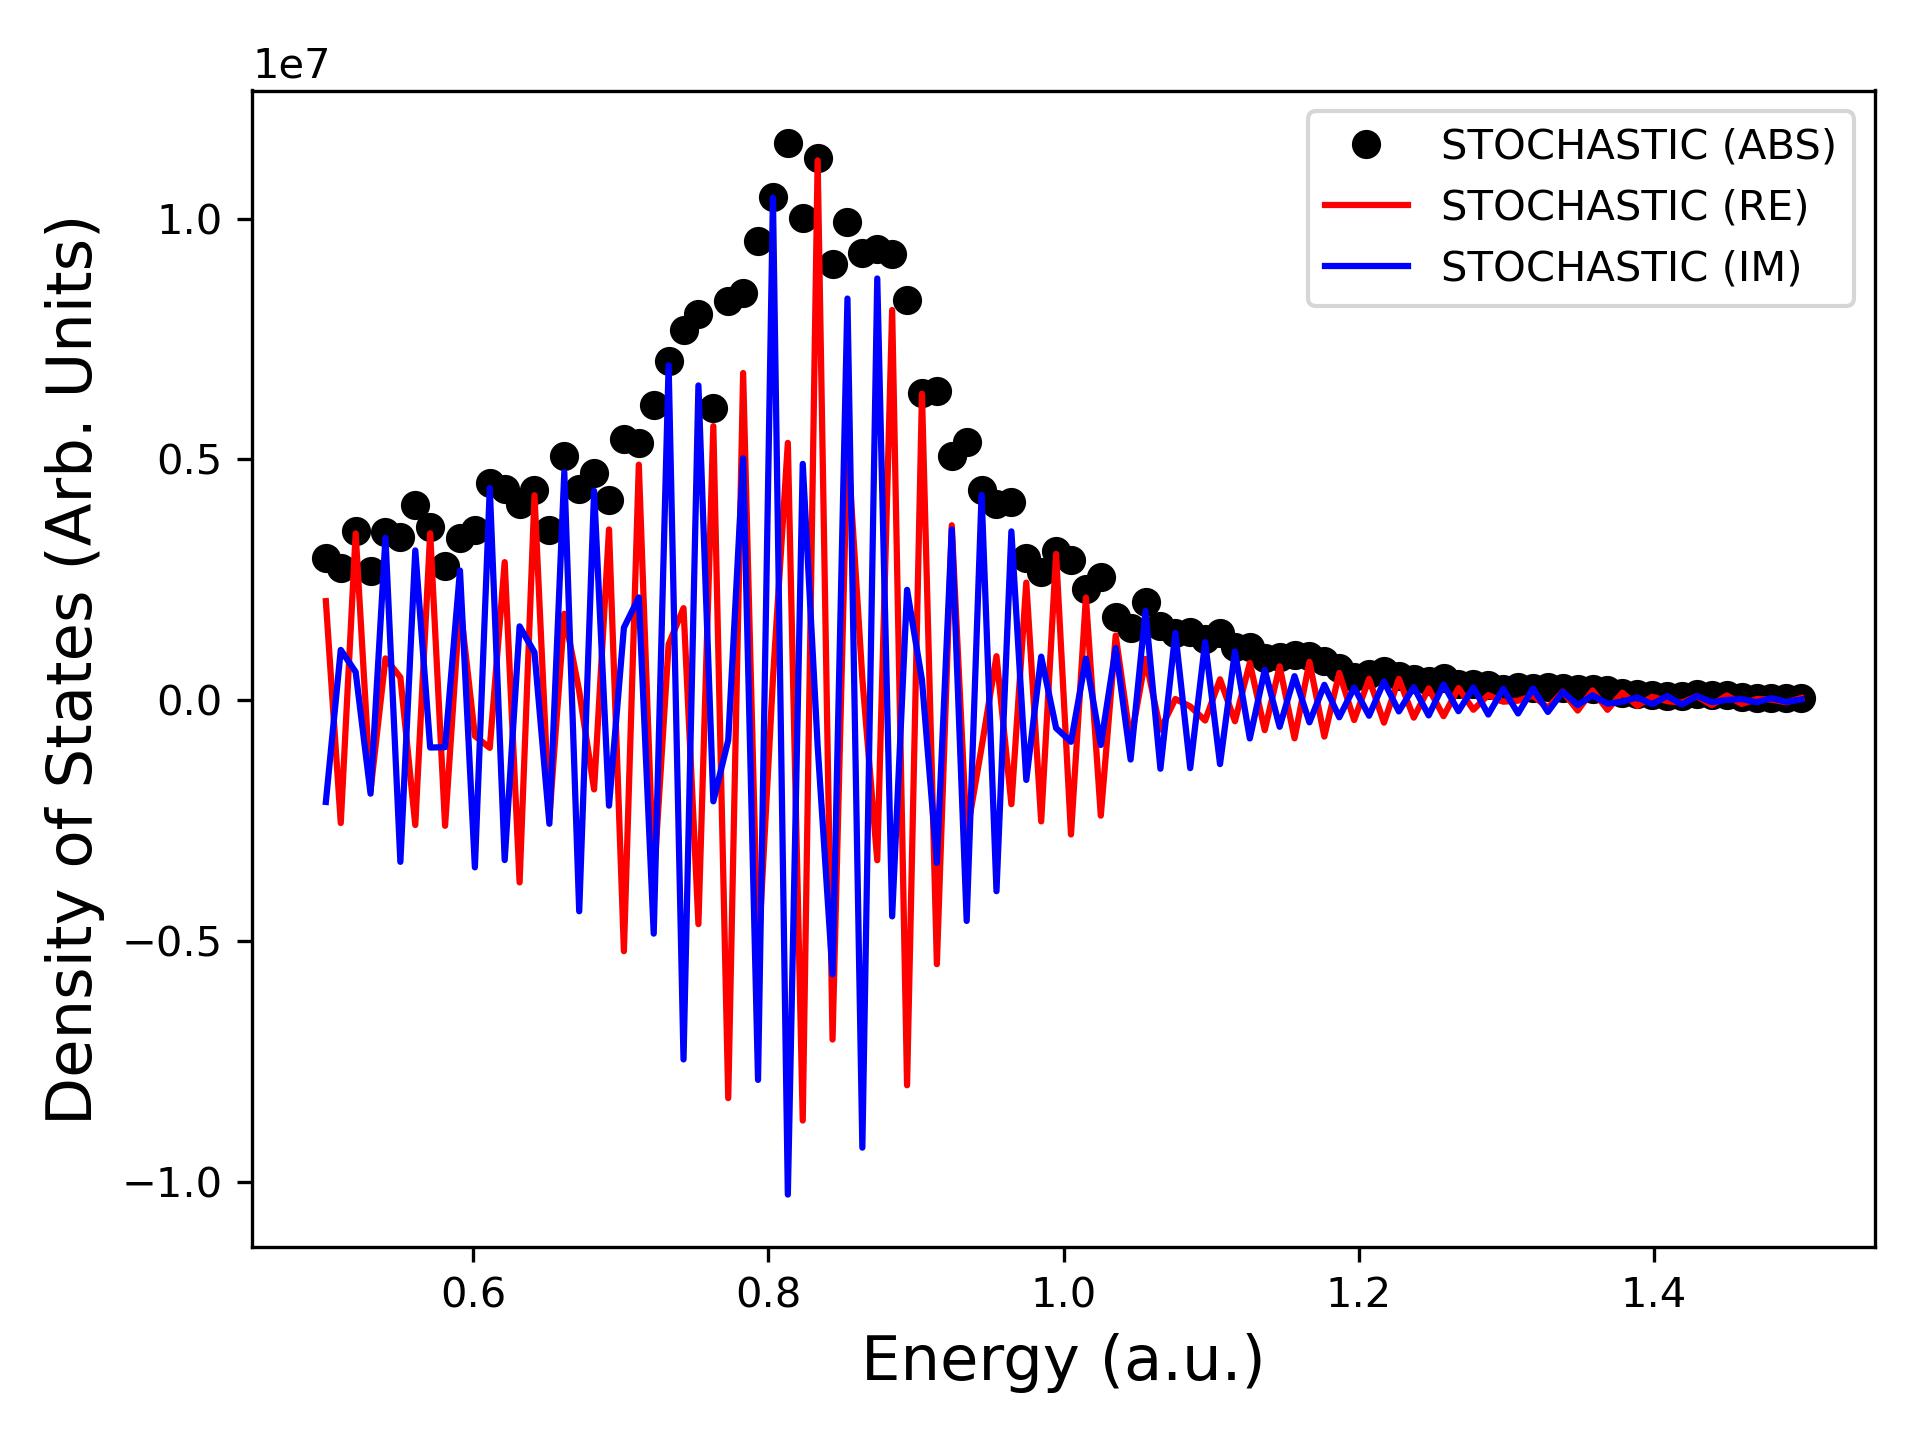 1e7
STOCHASTIC (ABS)
STOCHASTIC (RE)
STOCHASTIC (IM)
Density of States (Arb. Units)
1.0
0.5
0.0
−0.5
−1.0
0.6 0.8 1.0 1.2 1.4
Energy (a.u.)